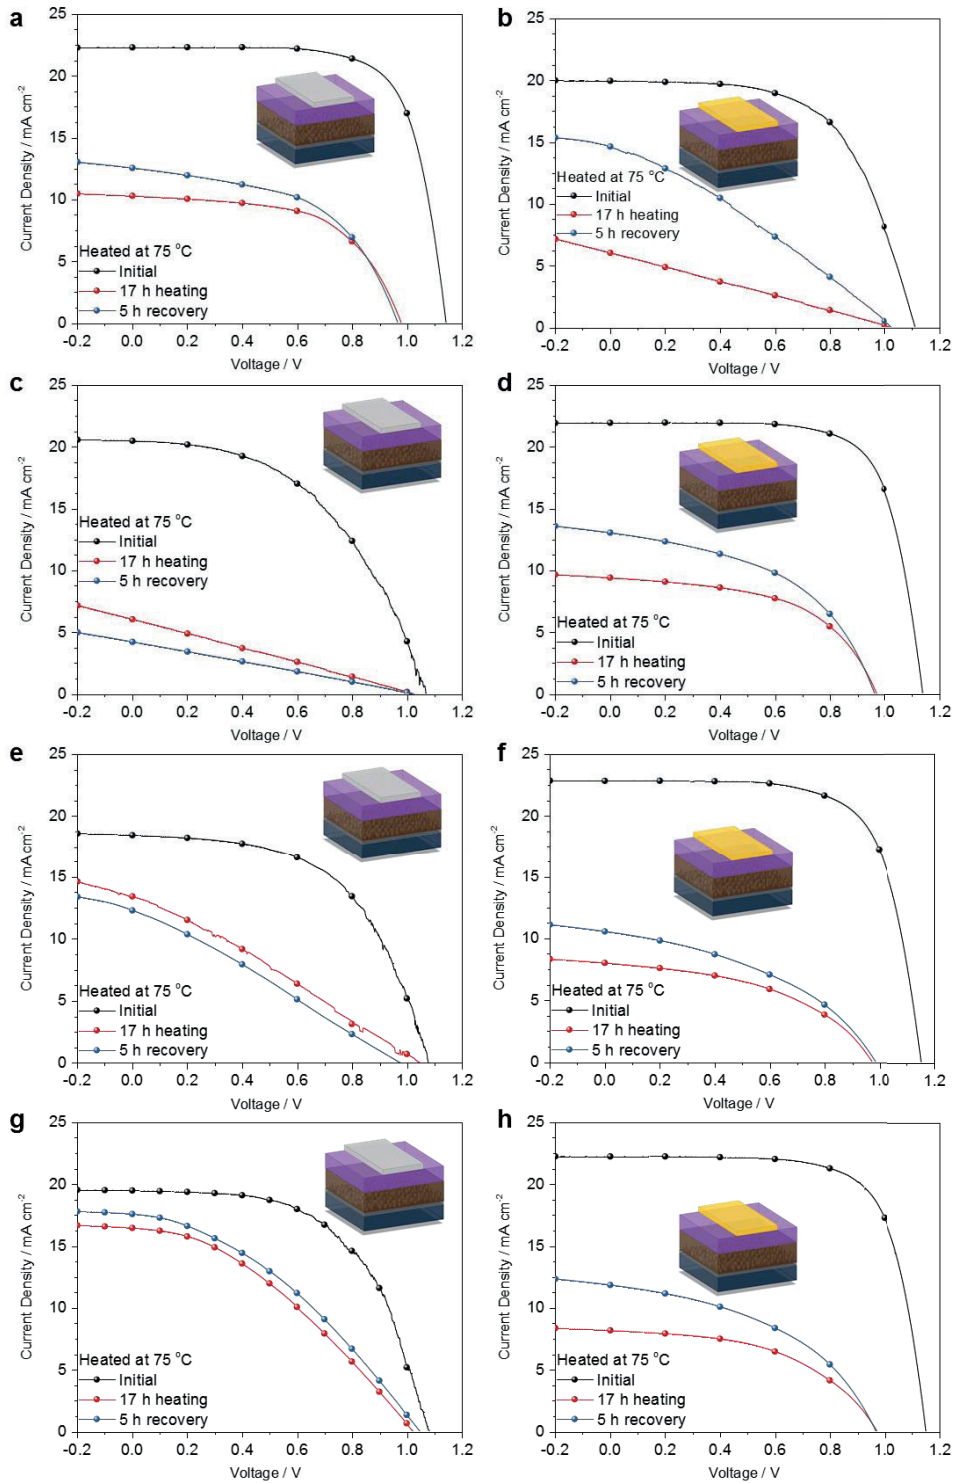 a
25
20
15
10
5
0
Current Density / mA cm⁻²
Heated at 75 °C
Initial
17 h heating
5 h recovery
-0.2 0.0 0.2 0.4 0.6 0.8 1.0 1.2
Voltage / V
b
25
20
15
10
5
0
Current Density / mA cm⁻²
Heated at 75 °C
Initial
17 h heating
5 h recovery
-0.2 0.0 0.2 0.4 0.6 0.8 1.0 1.2
Voltage / V
c
25
20
15
10
5
0
Current Density / mA cm⁻²
Heated at 75 °C
Initial
17 h heating
5 h recovery
-0.2 0.0 0.2 0.4 0.6 0.8 1.0 1.2
Voltage / V
d
25
20
15
10
5
0
Current Density / mA cm⁻²
Heated at 75 °C
Initial
17 h heating
5 h recovery
-0.2 0.0 0.2 0.4 0.6 0.8 1.0 1.2
Voltage / V
e
25
20
15
10
5
0
Current Density / mA cm⁻²
Heated at 75 °C
Initial
17 h heating
5 h recovery
-0.2 0.0 0.2 0.4 0.6 0.8 1.0 1.2
Voltage / V
f
25
20
15
10
5
0
Current Density / mA cm⁻²
Heated at 75 °C
Initial
17 h heating
5 h recovery
-0.2 0.0 0.2 0.4 0.6 0.8 1.0 1.2
Voltage / V
g
25
20
15
10
5
0
Current Density / mA cm⁻²
Heated at 75 °C
Initial
17 h heating
5 h recovery
-0.2 0.0 0.2 0.4 0.6 0.8 1.0 1.2
Voltage / V
h
25
20
15
10
5
0
Current Density / mA cm⁻²
Heated at 75 °C
Initial
17 h heating
5 h recovery
-0.2 0.0 0.2 0.4 0.6 0.8 1.0 1.2
Voltage / V